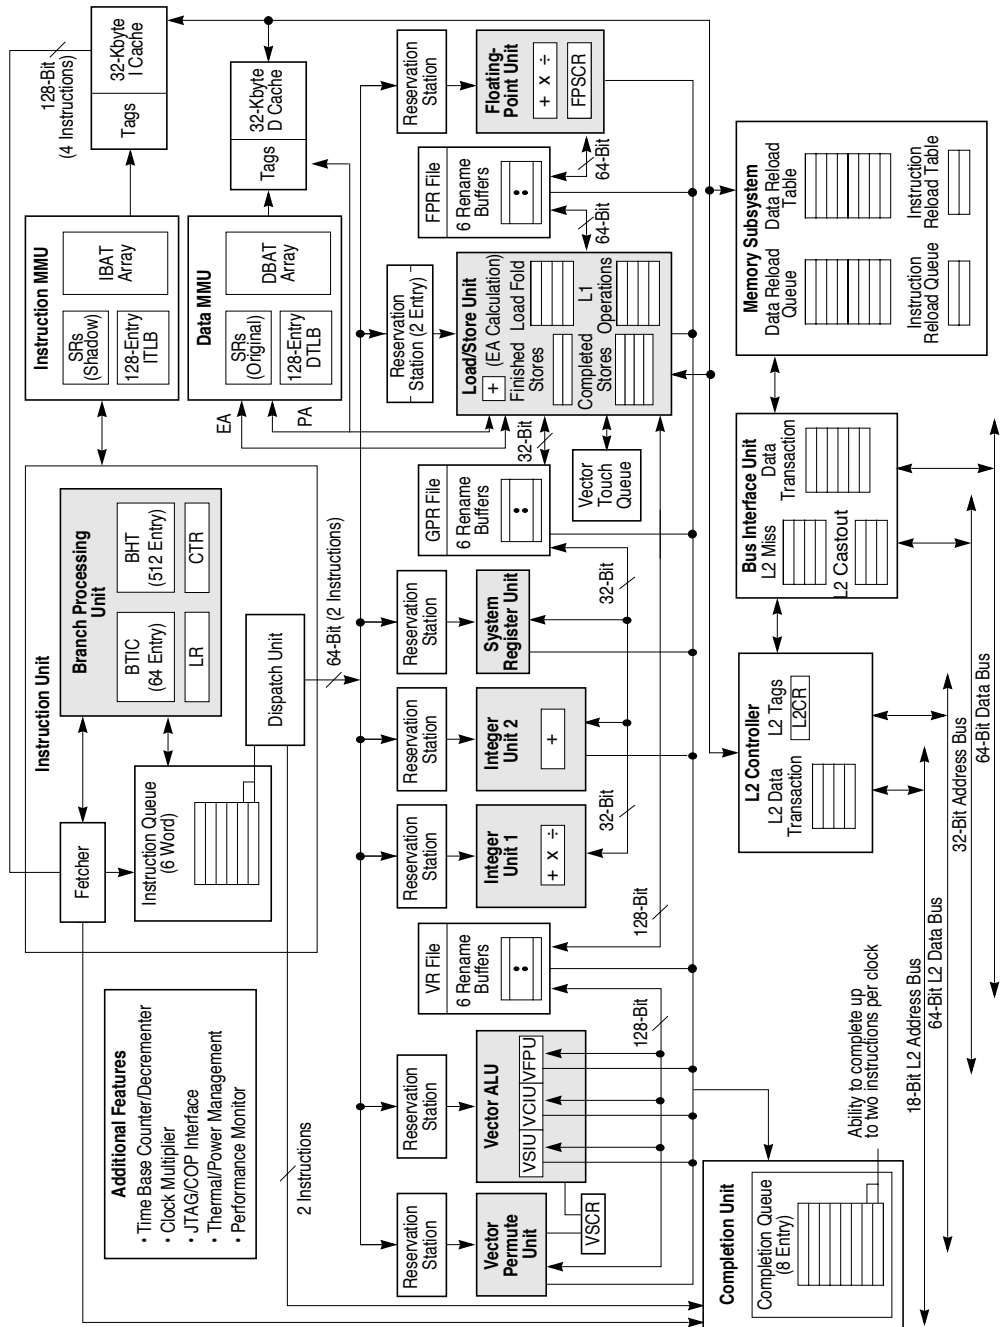 Additional Features
• Time Base Counter/Decrementer
• Clock Multiplier
• JTAG/COP Interface
• Thermal/Power Management
• Performance Monitor
Instruction Unit
Fetcher
Branch Processing
Unit
BTIC
(64 Entry)
BHT
(512 Entry)
LR
CTR
Instruction Queue
(6 Word)
Dispatch Unit
128-Bit
(4 Instructions)
Instruction MMU
SRs
(Shadow)
128-Entry
ITLB
IBAT
Array
Tags
32-Kbyte
I Cache
Data MMU
SRs
(Original)
128-Entry
DTLB
DBAT
Array
Tags
32-Kbyte
D Cache
EA
PA
2 Instructions
64-Bit (2 Instructions)
Reservation
Station
Reservation
Station
Reservation
Station
Reservation
Station
Reservation
Station
Reservation
Station (2 Entry)
Reservation
Station
Vector
Permute
Unit
VSCR
Vector ALU
VSIU
VCIU
VFPU
VR File
6 Rename
Buffers
128-Bit
128-Bit
Integer
Unit 1
+ x ÷
Integer
Unit 2
+
System
Register Unit
32-Bit
32-Bit
GPR File
6 Rename
Buffers
32-Bit
Vector
Touch
Queue
Load/Store Unit
+
(EA Calculation)
Finished
Stores
Load Fold
Completed
Stores
L1
Operations
FPR File
6 Rename
Buffers
64-Bit
64-Bit
Floating-
Point Unit
+ x ÷
FPSCR
Completion Unit
Completion Queue
(8 Entry)
Ability to complete up
to two instructions per clock
L2 Controller
L2 Data
Transaction
L2 Tags
L2CR
Bus Interface Unit
L2 Miss
Data
Transaction
L2 Castout
Memory Subsystem
Data Reload
Queue
Data Reload
Table
Instruction
Reload Queue
Instruction
Reload Table
18-Bit L2 Address Bus
64-Bit L2 Data Bus
32-Bit Address Bus
64-Bit Data Bus